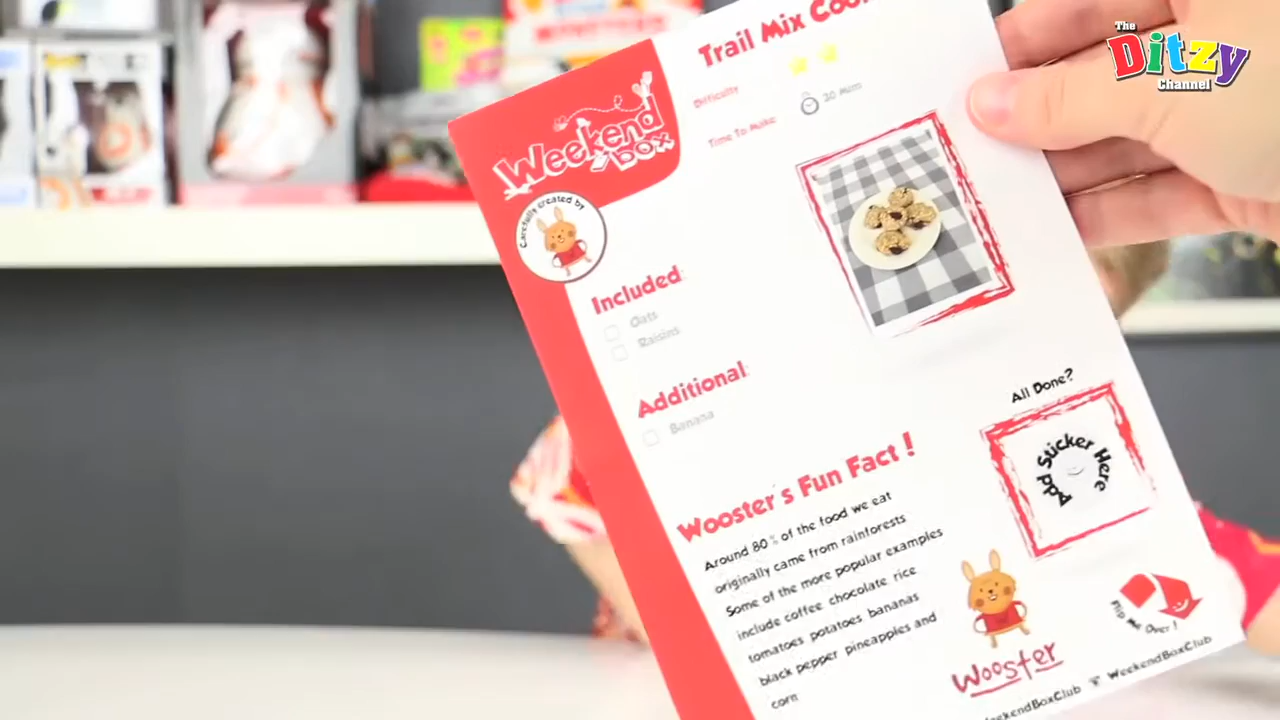 The
Ditzy
Channel
Trail Mix
Difficulty
Time To Make
Weekend
box
Carefully created by
Included:
Oats
Raisins
Additional:
Banana
All Done?
Add Sticker Here
Wooster's Fun Fact!
Around 80% of the food we eat
originally came from rainforests
Some of the more popular examples
include coffee chocolate rice
tomatoes potatoes bananas
black pepper pineapples and
corn
Wooster
Flip Me Over!
WeekendBoxClub